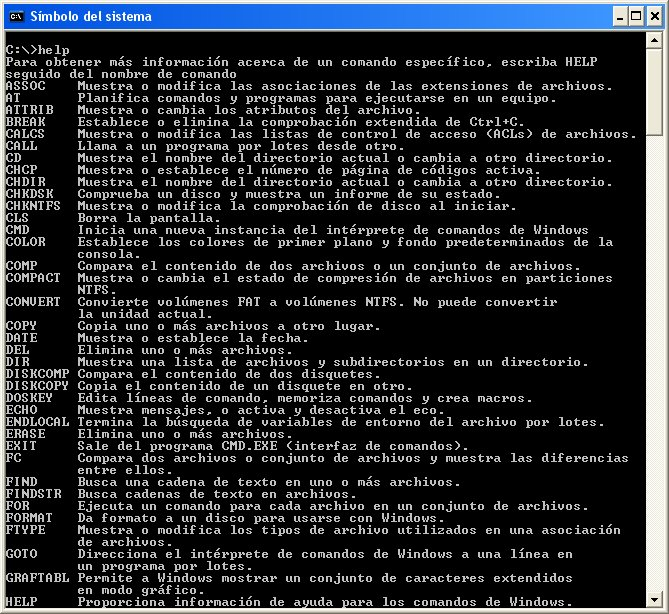 Símbolo del sistema
C:\>help
Para obtener más información acerca de un comando específico, escriba HELP
seguido del nombre de comando
ASSOC    Muestra o modifica las asociaciones de las extensiones de archivos.
AT       Planifica comandos y programas para ejecutarse en un equipo.
ATTRIB   Muestra o cambia los atributos del archivo.
BREAK    Establece o elimina la comprobación extendida de Ctrl+C.
CALCS    Muestra o modifica las listas de control de acceso (ACLs) de archivos.
CALL     Llama a un programa por lotes desde otro.
CD       Muestra el nombre del directorio actual o cambia a otro directorio.
CHCP     Muestra o establece el número de página de códigos activa.
CHDIR    Muestra el nombre del directorio actual o cambia a otro directorio.
CHKDSK   Comprueba un disco y muestra un informe de su estado.
CHKNTFS  Muestra o modifica la comprobación de disco al iniciar.
CLS      Borra la pantalla.
CMD      Inicia una nueva instancia del intérprete de comandos de Windows
COLOR    Establece los colores de primer plano y fondo predeterminados de la
         consola.
COMP     Compara el contenido de dos archivos o un conjunto de archivos.
COMPACT  Muestra o cambia el estado de compresión de archivos en particiones
         NTFS.
CONVERT  Convierte volúmenes FAT a volúmenes NTFS. No puede convertir
         la unidad actual.
COPY     Copia uno o más archivos a otro lugar.
DATE     Muestra o establece la fecha.
DEL      Elimina uno o más archivos.
DIR      Muestra una lista de archivos y subdirectorios en un directorio.
DISKCOMP Compara el contenido de dos disquetes.
DISKCOPY Copia el contenido de un disquete en otro.
DOSKEY   Edita líneas de comando, memoriza comandos y crea macros.
ECHO     Muestra mensajes, o activa y desactiva el eco.
ENDLOCAL Termina la búsqueda de variables de entorno del archivo por lotes.
ERASE    Elimina uno o más archivos.
EXIT     Sale del programa CMD.EXE (interfaz de comandos).
FC       Compara dos archivos o conjunto de archivos y muestra las diferencias
         entre ellos.
FIND     Busca una cadena de texto en uno o más archivos.
FINDSTR  Busca cadenas de texto en archivos.
FOR      Ejecuta un comando para cada archivo en un conjunto de archivos.
FORMAT   Da formato a un disco para usarse con Windows.
FTYPE    Muestra o modifica los tipos de archivo utilizados en una asociación
         de archivos.
GOTO     Direcciona el intérprete de comandos de Windows a una línea en
         un programa por lotes.
GRAFTABL Permite a Windows mostrar un conjunto de caracteres extendidos
         en modo gráfico.
HELP     Proporciona información de ayuda para los comandos de Windows.